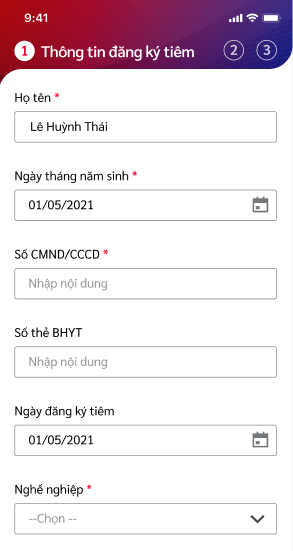 9:41
1 Thông tin đăng ký tiêm 2 3
Họ tên *
Lê Huỳnh Thái
Ngày tháng năm sinh *
01/05/2021
Số CMND/CCCD *
Nhập nội dung
Số thẻ BHYT
Nhập nội dung
Ngày đăng ký tiêm
01/05/2021
Nghề nghiệp *
--Chọn --